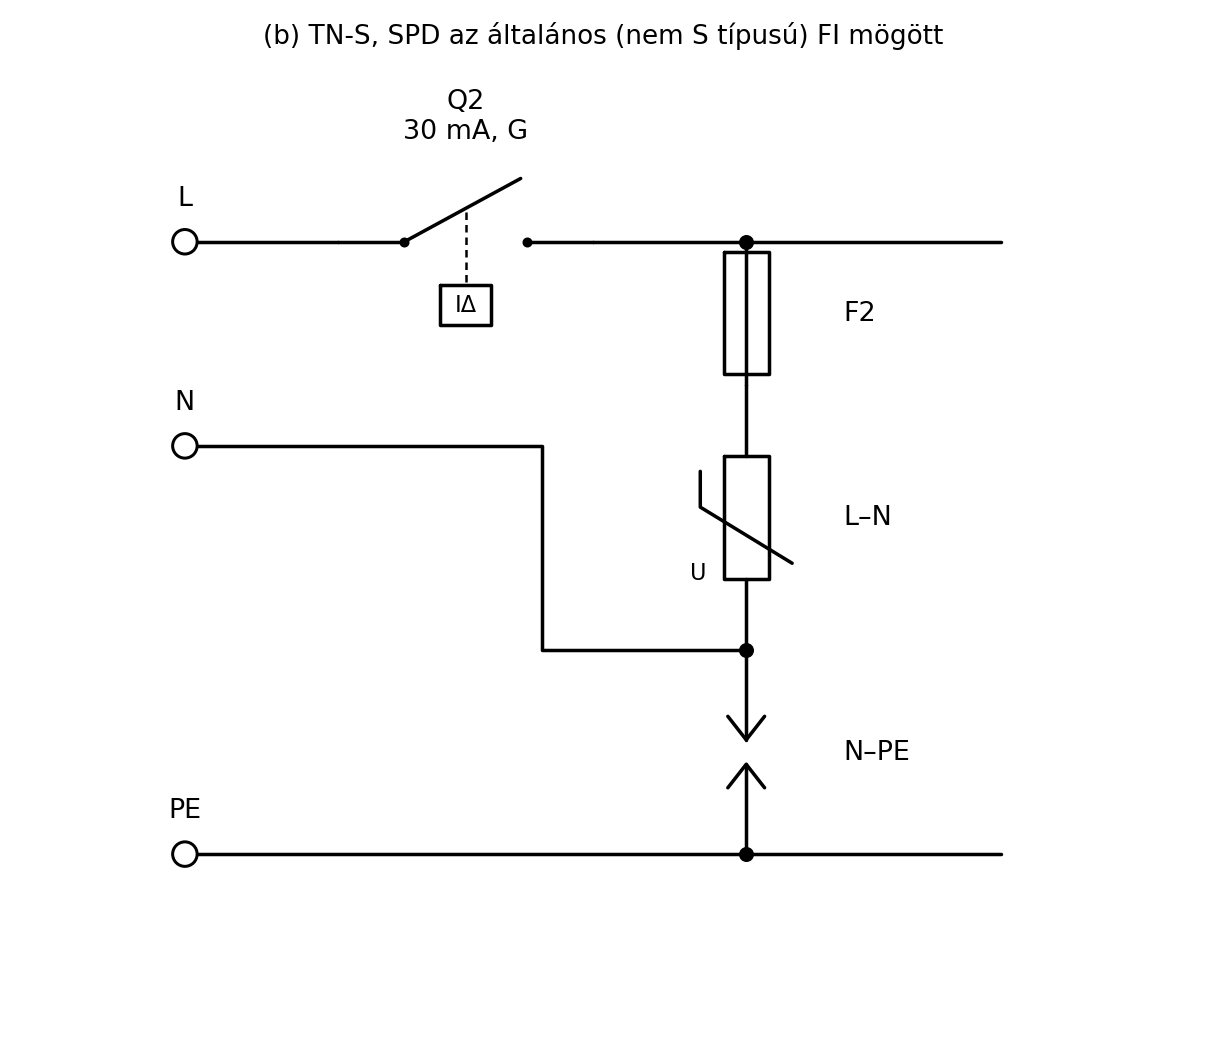 (b) TN-S, SPD az általános (nem S típusú) FI mögött
Q2
30 mA, G
L
IΔ
F2
N
L–N
U
N–PE
PE